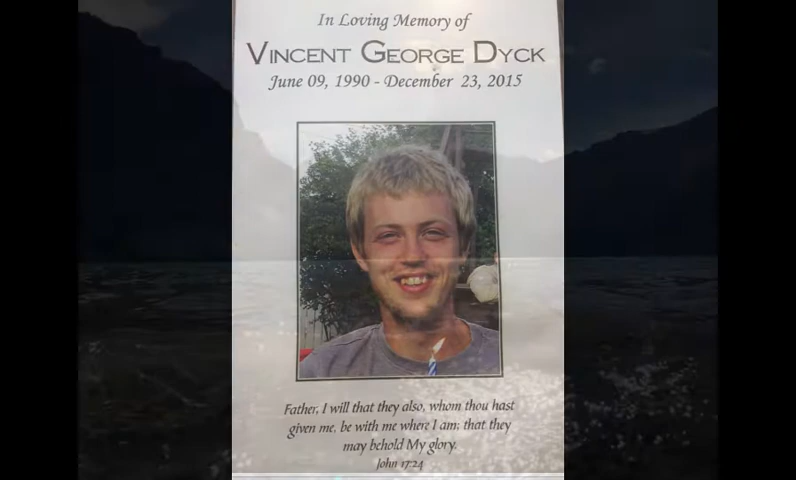 In Loving Memory of
VINCENT GEORGE DYCK
June 09, 1990 - December 23, 2015
Father, I will that they also, whom thou hast
given me, be with me where I am; that they
may behold My glory.
John 17:24